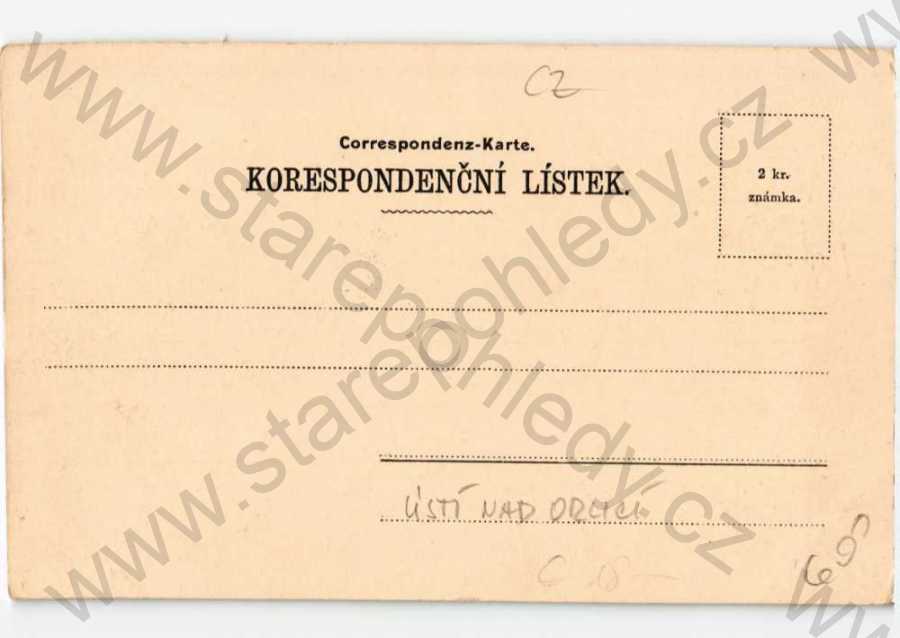 CZ
Correspondenz-Karte.
KORESPONDENČNÍ LÍSTEK.
2 kr.
známka.
ÚSTÍ NAD ORLICÍ
www.starepohledy.cz
www.starepohledy.cz